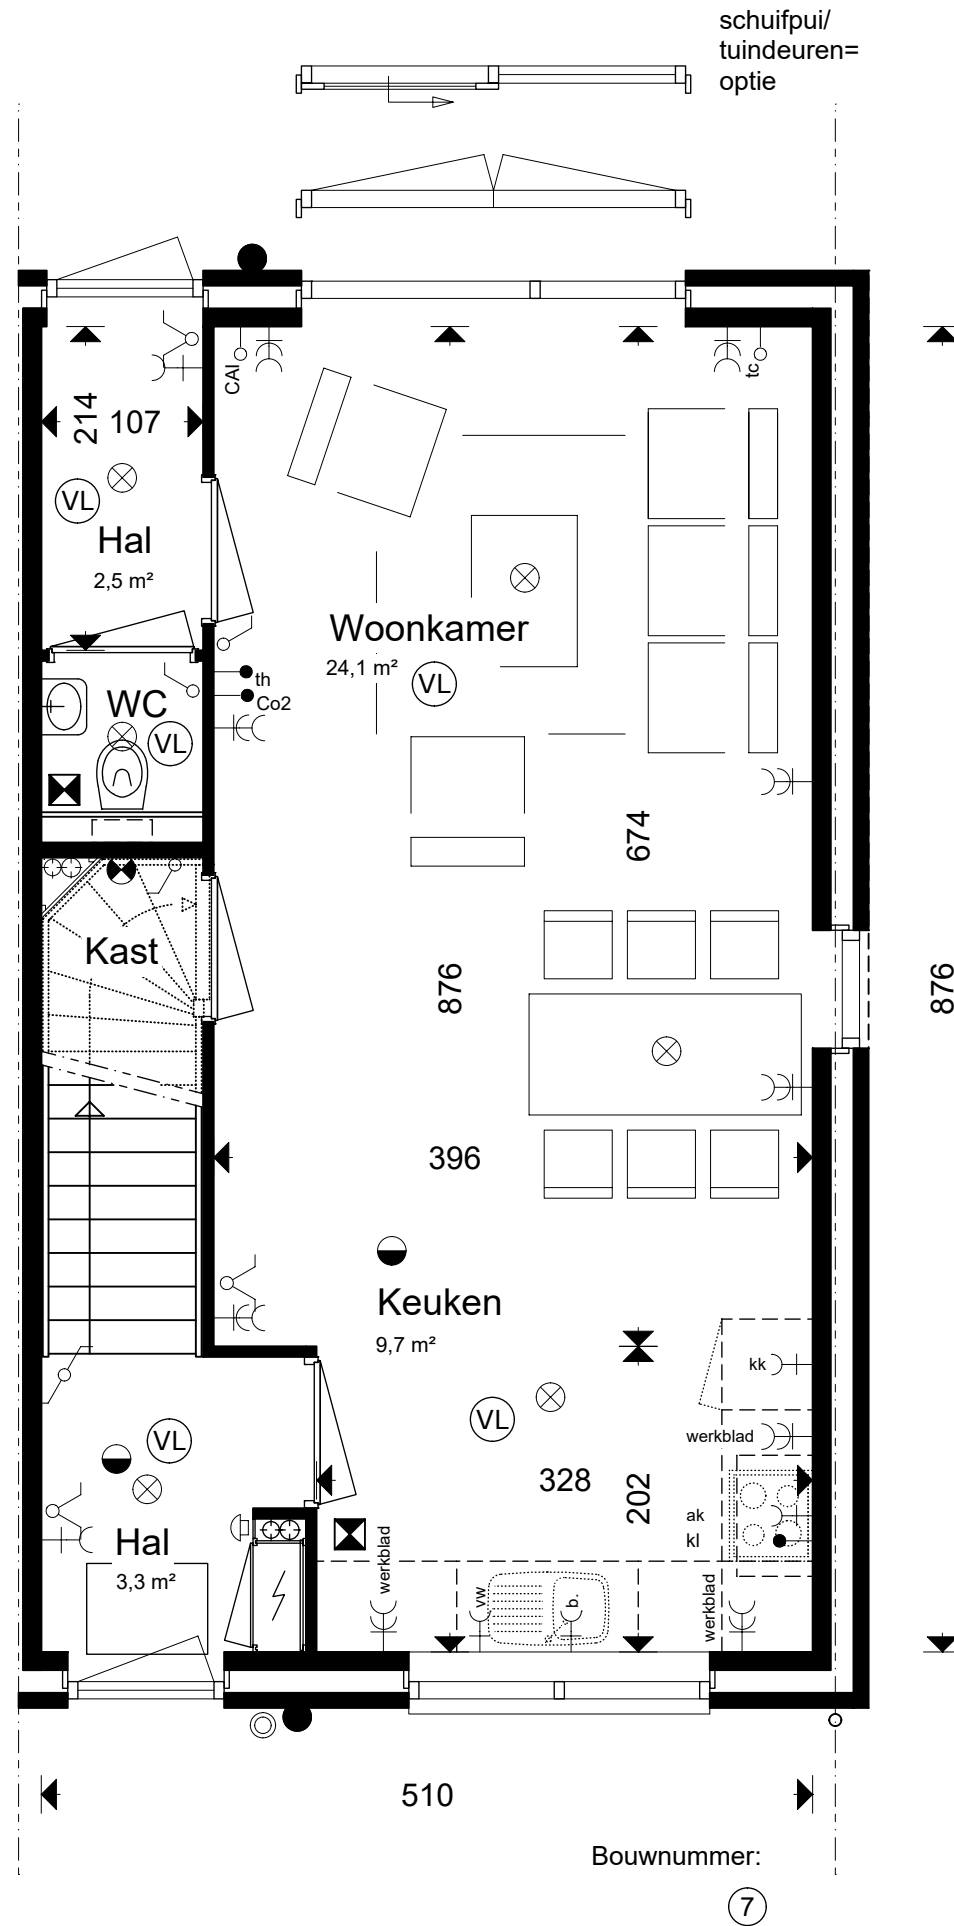 schuifpui/
tuindeuren=
optie
CAI
tc
214
107
VL
Hal
2,5 m²
Woonkamer
24,1 m²
VL
th
Co2
WC
VL
674
Kast
876
876
396
Keuken
9,7 m²
kk
VL
werkblad
VL
328
202
ak
kl
Hal
3,3 m²
werkblad
vw
b.
werkblad
510
Bouwnummer:
7